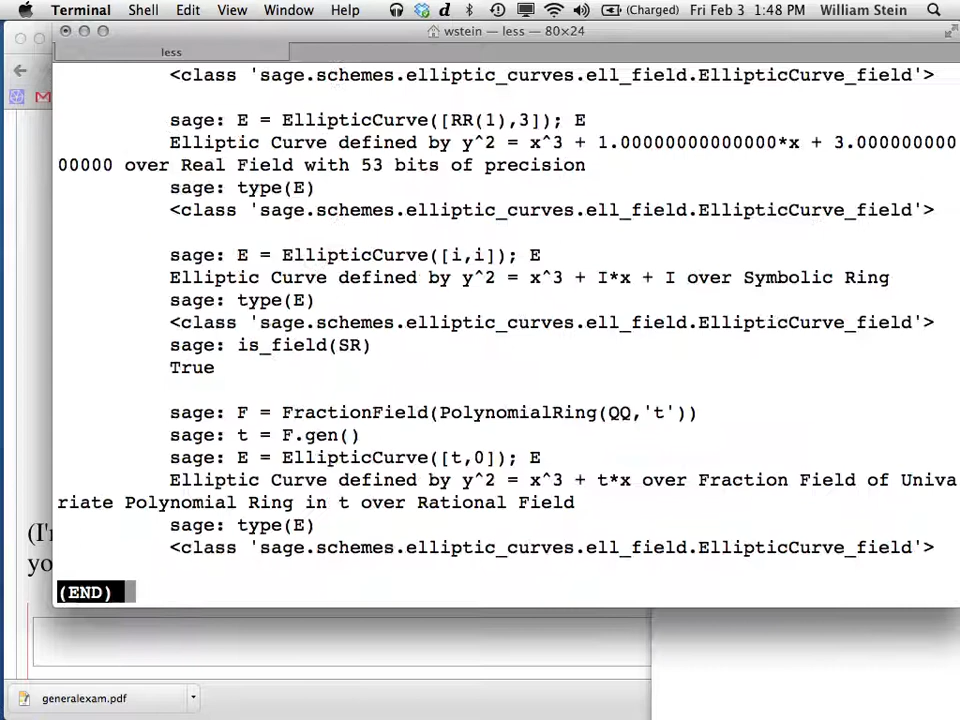 Terminal Shell Edit View Window Help (Charged) Fri Feb 3 1:48 PM William Stein
wstein — less — 80×24
less
<class 'sage.schemes.elliptic_curves.ell_field.EllipticCurve_field'>
sage: E = EllipticCurve([RR(1),3]); E
Elliptic Curve defined by y^2 = x^3 + 1.00000000000000*x + 3.000000000
00000 over Real Field with 53 bits of precision
sage: type(E)
<class 'sage.schemes.elliptic_curves.ell_field.EllipticCurve_field'>
sage: E = EllipticCurve([i,i]); E
Elliptic Curve defined by y^2 = x^3 + I*x + I over Symbolic Ring
sage: type(E)
<class 'sage.schemes.elliptic_curves.ell_field.EllipticCurve_field'>
sage: is_field(SR)
True
sage: F = FractionField(PolynomialRing(QQ,'t'))
sage: t = F.gen()
sage: E = EllipticCurve([t,0]); E
Elliptic Curve defined by y^2 = x^3 + t*x over Fraction Field of Univa
riate Polynomial Ring in t over Rational Field
sage: type(E)
<class 'sage.schemes.elliptic_curves.ell_field.EllipticCurve_field'>
(I'
yo
(END)
generalexam.pdf